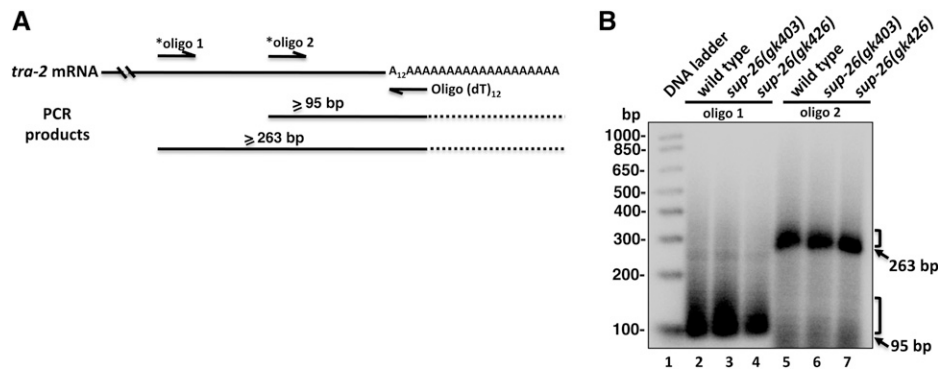 A
*oligo 1
*oligo 2
tra-2 mRNA
A12AAAAAAAAAAAAAAAAAA
Oligo (dT)12
PCR products
⩾ 95 bp
⩾ 263 bp
B
DNA ladder
wild type
sup-26(gk403)
sup-26(gk426)
wild type
sup-26(gk403)
sup-26(gk426)
bp
oligo 1
oligo 2
1000-
850-
650-
500-
400-
300-
200-
100-
263 bp
95 bp
1 2 3 4 5 6 7